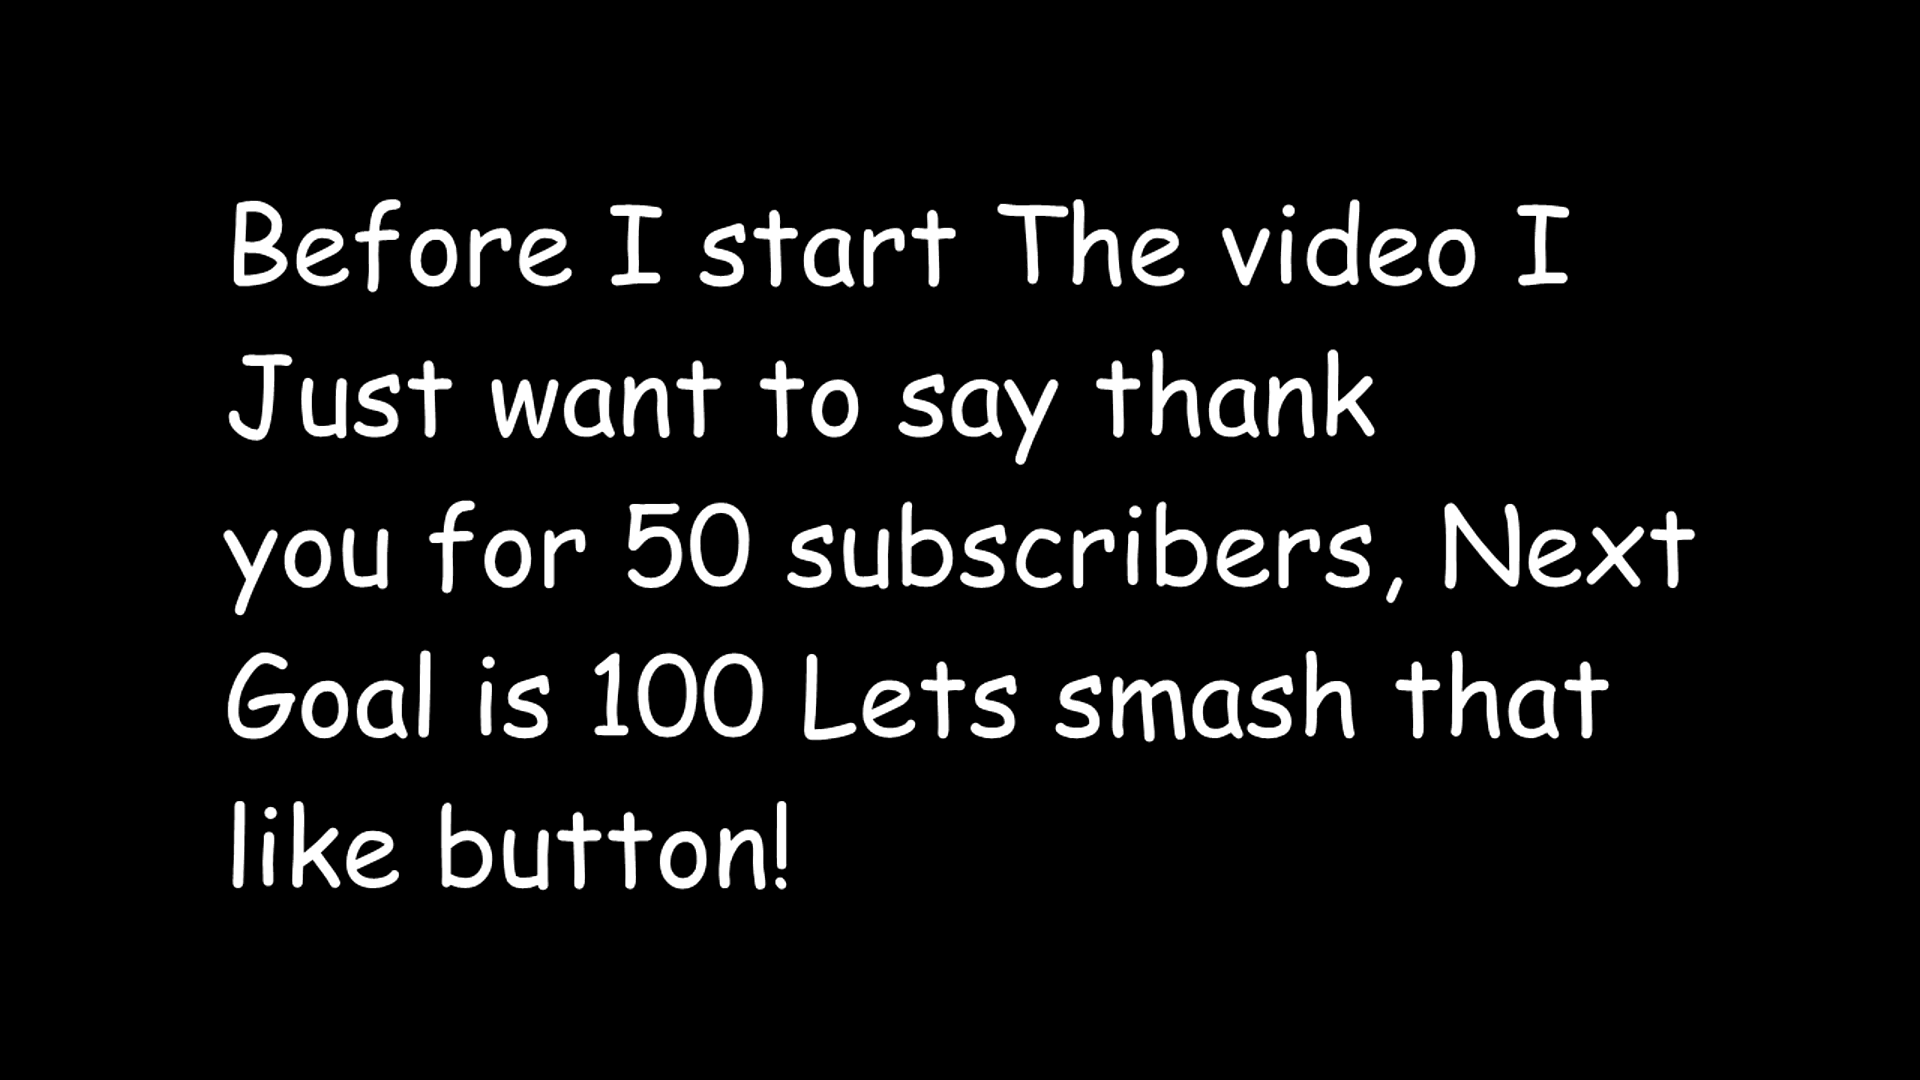 Before I start The video I
Just want to say thank
you for 50 subscribers, Next
Goal is 100 Lets smash that
like button!